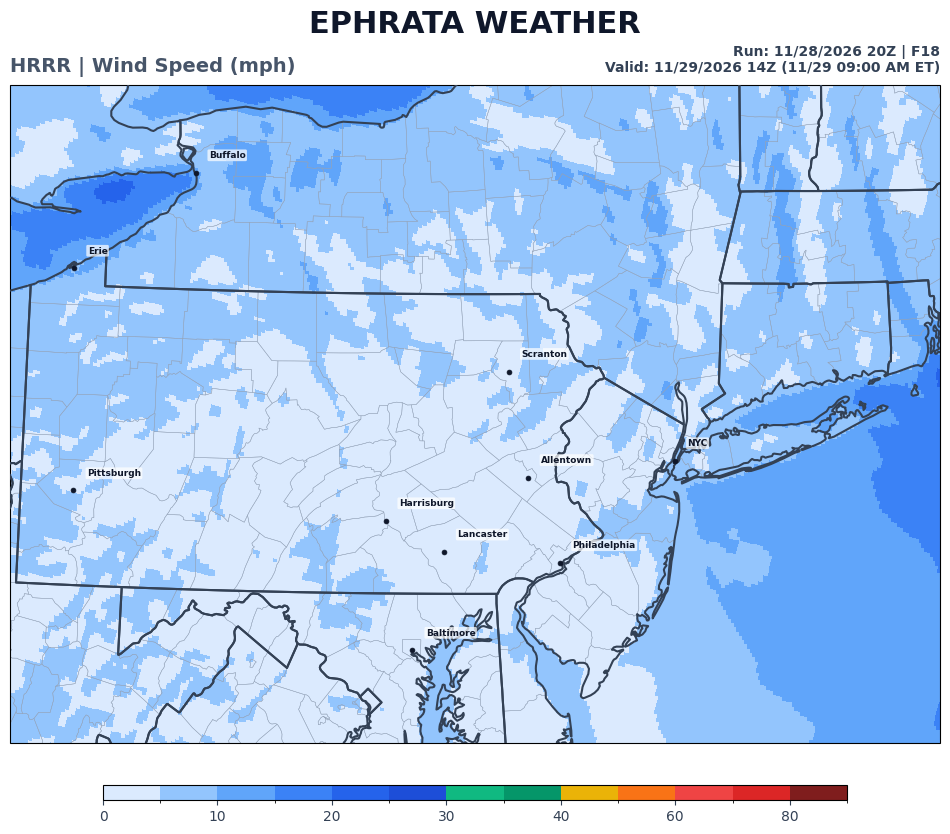 EPHRATA WEATHER
HRRR | Wind Speed (mph)
Run: 11/28/2026 20Z | F18
Valid: 11/29/2026 14Z (11/29 09:00 AM ET)
Buffalo
Erie
Scranton
NYC
Allentown
Pittsburgh
Harrisburg
Lancaster
Philadelphia
Baltimore
0 10 20 30 40 50 60 70 80